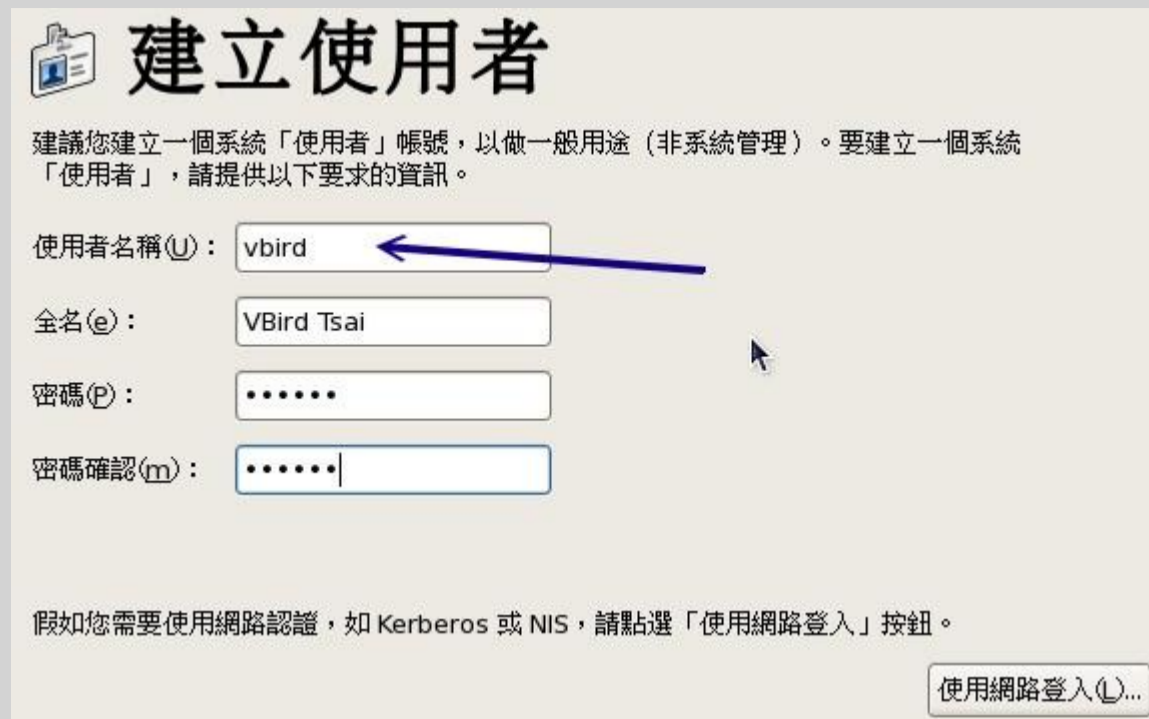 建立使用者
建議您建立一個系統「使用者」帳號，以做一般用途（非系統管理）。要建立一個系統
「使用者」，請提供以下要求的資訊。
使用者名稱(U)： vbird
全名(e)： VBird Tsai
密碼(P)： ••••••
密碼確認(m)： ••••••
假如您需要使用網路認證，如 Kerberos 或 NIS，請點選「使用網路登入」按鈕。
使用網路登入(L)...